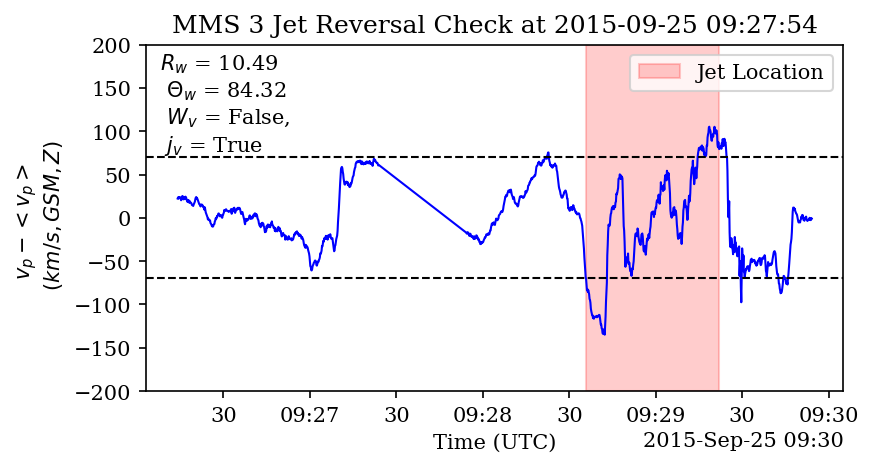 MMS 3 Jet Reversal Check at 2015-09-25 09:27:54
200
150
100
50
0
−50
−100
−150
−200
v_p − < v_p >
(km/s, GSM, Z)
R_w = 10.49
Θ_w = 84.32
W_v = False,
j_v = True
Jet Location
30 09:27 30 09:28 30 09:29 30 09:30
Time (UTC)
2015-Sep-25 09:30